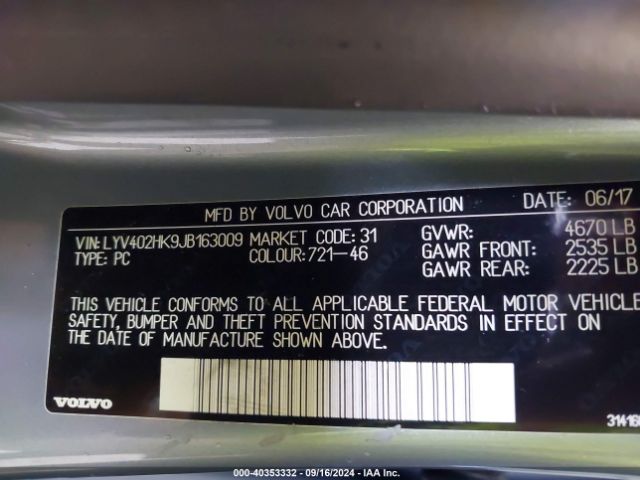 MFD BY VOLVO CAR CORPORATION DATE: 06/17
VIN: LYV402HK9JB163009 MARKET CODE: 31 GVWR: 4670 LB
TYPE: PC COLOUR: 721-46 GAWR FRONT: 2535 LB
GAWR REAR: 2225 LB
THIS VEHICLE CONFORMS TO ALL APPLICABLE FEDERAL MOTOR VEHICLE
SAFETY, BUMPER AND THEFT PREVENTION STANDARDS IN EFFECT ON
THE DATE OF MANUFACTURE SHOWN ABOVE.
VOLVO
000-40353332 - 09/16/2024 - IAA Inc.